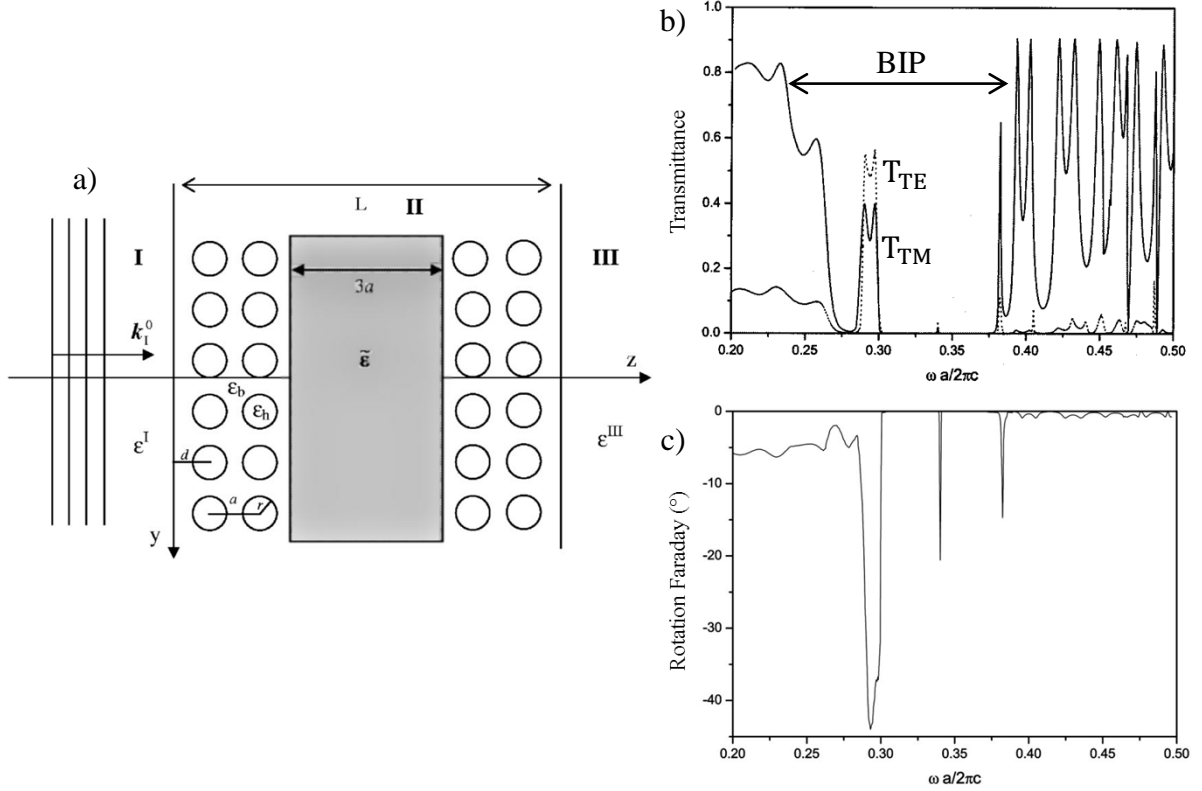 a)
L
II
I
III
3a
k_I^0
ε̃
z
ε_b
ε_h
ε^I
ε^III
d
a
r
y
b)
1.0
0.8
0.6
0.4
0.2
0.0
Transmittance
BIP
T_TE
T_TM
0.20 0.25 0.30 0.35 0.40 0.45 0.50
ω a/2πc
c)
0
-10
-20
-30
-40
Rotation Faraday (°)
0.20 0.25 0.30 0.35 0.40 0.45 0.50
ω a/2πc